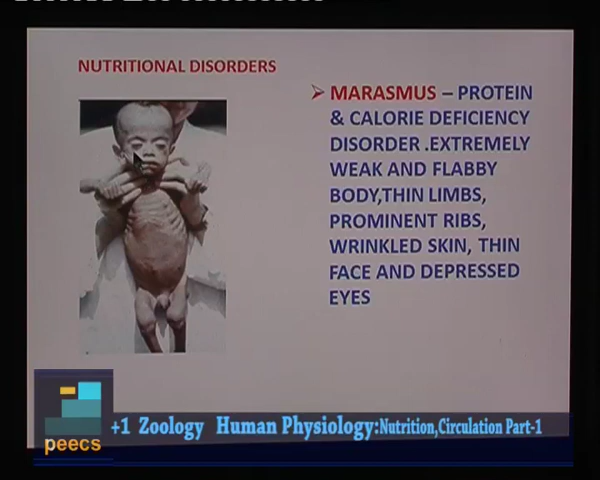 NUTRITIONAL DISORDERS
➢ MARASMUS – PROTEIN
& CALORIE DEFICIENCY
DISORDER .EXTREMELY
WEAK AND FLABBY
BODY,THIN LIMBS,
PROMINENT RIBS,
WRINKLED SKIN, THIN
FACE AND DEPRESSED
EYES
peecs
+1 Zoology Human Physiology:Nutrition,Circulation Part-1